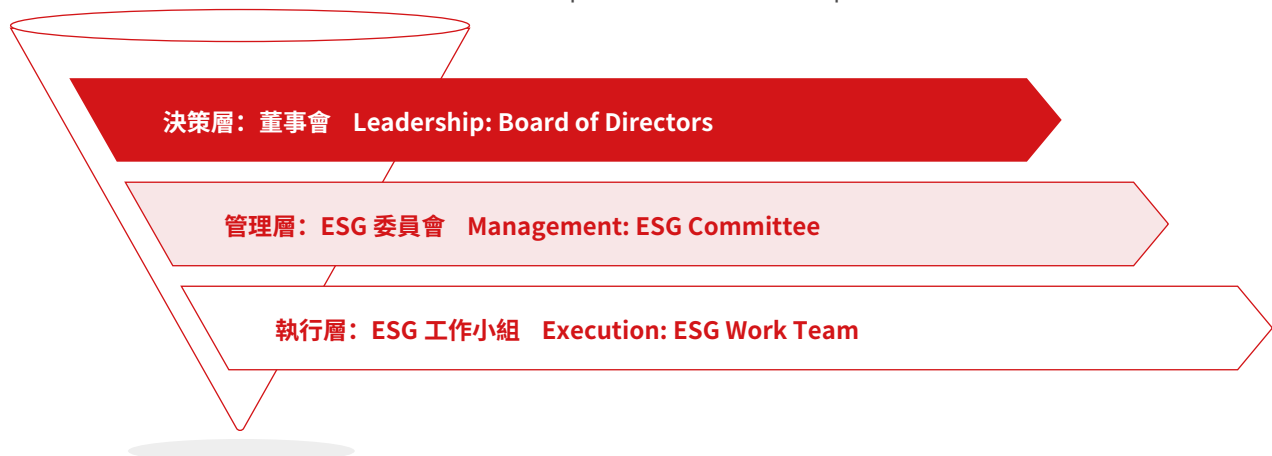 決策層：董事會 Leadership: Board of Directors
管理層：ESG 委員會 Management: ESG Committee
執行層：ESG 工作小組 Execution: ESG Work Team